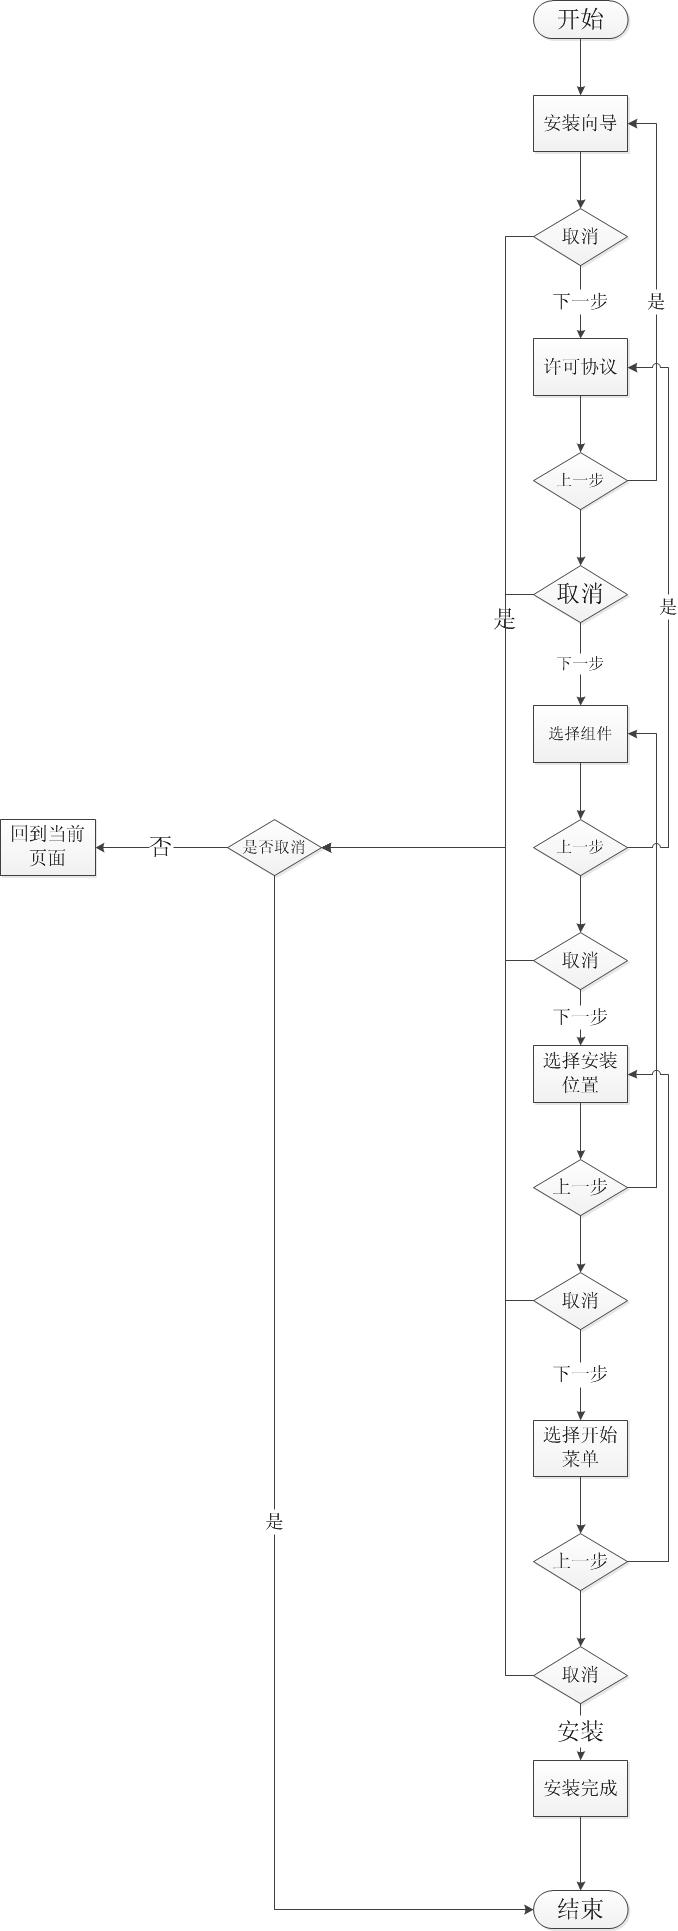 开始
安装向导
取消
下一步
是
许可协议
上一步
取消
是
是
下一步
选择组件
回到当前
页面
否
是否取消
上一步
取消
下一步
选择安装
位置
上一步
取消
下一步
选择开始
菜单
是
上一步
取消
安装
安装完成
结束